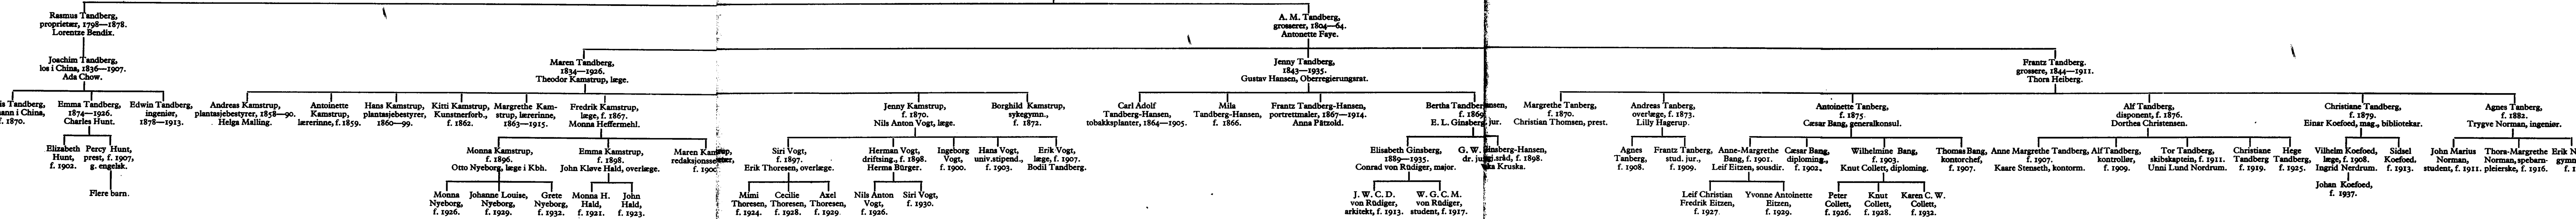 Rasmus Tandberg,
proprietær, 1798—1878.
Lorentze Bendix.
A. M. Tandberg,
grosserer, 1804—64.
Antonette Faye.
Joachim Tandberg,
los i China, 1836—1907.
Ada Chow.
Maren Tandberg,
1834—1926.
Theodor Kamstrup, læge.
Jenny Tandberg,
1843—1935.
Gustav Hansen, Oberregierungsrat.
Frantz Tandberg.
grossere, 1844—1911.
Thora Heiberg.
Tandberg,
i China,
f. 1870.
Emma Tandberg,
1874—1926.
Charles Hunt.
Edwin Tandberg,
ingeniør,
1878—1913.
Andreas Kamstrup,
plantasjebestyrer, 1858—90.
Helga Malling.
Antoinette
Kamstrup,
lærerinne, f. 1859.
Hans Kamstrup,
plantasjebestyrer,
1860—99.
Kitti Kamstrup,
Kunstnerforb.,
f. 1862.
Margrethe Kam-
strup, lærerinne,
1863—1915.
Fredrik Kamstrup,
læge, f. 1867.
Monna Heffermehl.
Jenny Kamstrup,
f. 1870.
Nils Anton Vogt, læge.
Borghild Kamstrup,
sykegymn.,
f. 1872.
Carl Adolf
Tandberg-Hansen,
tobakksplanter, 1864—1905.
Mila
Tandberg-Hansen,
f. 1866.
Frantz Tandberg-Hansen,
portrettmaler, 1867—1914.
Anna Pätzold.
Bertha
f. 1869
E. L. Ginsberg, jur.
Margrethe Tanberg,
f. 1870.
Christian Thomsen, prest.
Andreas Tanberg,
overlæge, f. 1873.
Lilly Hagerup.
Antoinette Tanberg,
f. 1875.
Cæsar Bang, generalkonsul.
Alf Tandberg,
disponent, f. 1876.
Dorthea Christensen.
Christiane Tandberg,
f. 1879.
Einar Koefoed, mag., bibliotekar.
Agnes Tanberg,
f. 1882.
Trygve Norman, ingeniør.
Elizabeth
Hunt,
f. 1902.
Percy Hunt,
prest, f. 1907,
g. engelsk.
Monna Kamstrup,
f. 1896.
Otto Nyeborg, læge i Kbh.
Emma Kamstrup,
f. 1898.
John Kløve Hald, overlæge.
Maren
Siri Vogt,
f. 1897.
Erik Thoresen, overlæge.
Herman Vogt,
driftsing., f. 1898.
Herma Bürger.
Ingeborg
Vogt,
f. 1900.
Hans Vogt,
univ.stipend.,
f. 1903.
Erik Vogt,
læge, f. 1907.
Bodil Tandberg.
Elisabeth Ginsberg,
1889—1935.
Conrad von Rüdiger, major.
G. W.
f. 1898.
Kruska.
Agnes
Tanberg,
f. 1908.
Frantz Tanberg,
stud. jur.,
f. 1909.
Anne-Margrethe
Bang, f. 1901.
Leif Eitzen, sousdir.
Cæsar Bang,
diploming.,
f. 1902.
Wilhelmine Bang,
f. 1903.
Knut Collett, diploming.
Thomas Bang,
kontorchef,
f. 1907.
Anne Margrethe Tandberg,
f. 1907.
Kaare Stenseth, kontorm.
Alf Tandberg,
kontroller,
f. 1909.
Tor Tandberg,
skibskaptein, f. 1911.
Unni Lund Nordrum.
Christiane
Tandberg
f. 1919.
Hege
Tandberg,
f. 1925.
Vilhelm Koefoed,
læge, f. 1908.
Ingrid Nerdrum.
Sidsel
Koefoed.
f. 1913.
John Marius
Norman,
student, f. 1911.
Thora-Margrethe
Norman, spebarn-
pleierske, f. 1916.
Erik
Flere barn.
Monna
Nyeborg,
f. 1926.
Johanne Louise,
Nyeborg,
f. 1929.
Grete
Nyeborg,
f. 1932.
Monna H.
Hald,
f. 1921.
John
Hald,
f. 1923.
Mimi
Thoresen,
f. 1924.
Cecilie
Thoresen,
f. 1928.
Axel
Thoresen,
f. 1929
Nils Anton
Vogt,
f. 1926.
Siri Vogt,
f. 1930.
J. W. C. D.
von Rüdiger,
arkitekt, f. 1913.
W. G. C. M.
von Rüdiger,
student, f. 1917.
Leif Christian
Fredrik Eitzen,
f. 1927
Yvonne Antoinette
Eitzen,
f. 1929.
Peter
Collett,
f. 1926.
Knut
Collett,
f. 1928.
Karen C. W.
Collett,
f. 1932.
Johan Koefoed,
f. 1937.